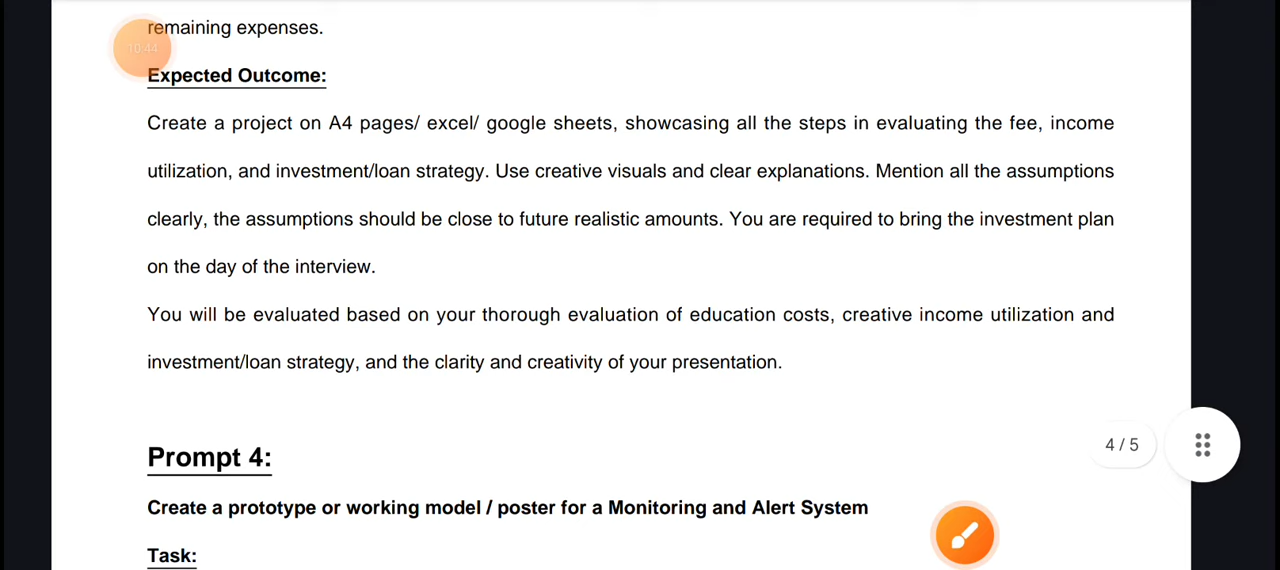 remaining expenses.
10:44
Expected Outcome:
Create a project on A4 pages/ excel/ google sheets, showcasing all the steps in evaluating the fee, income
utilization, and investment/loan strategy. Use creative visuals and clear explanations. Mention all the assumptions
clearly, the assumptions should be close to future realistic amounts. You are required to bring the investment plan
on the day of the interview.
You will be evaluated based on your thorough evaluation of education costs, creative income utilization and
investment/loan strategy, and the clarity and creativity of your presentation.
4 / 5
Prompt 4:
Create a prototype or working model / poster for a Monitoring and Alert System
Task: